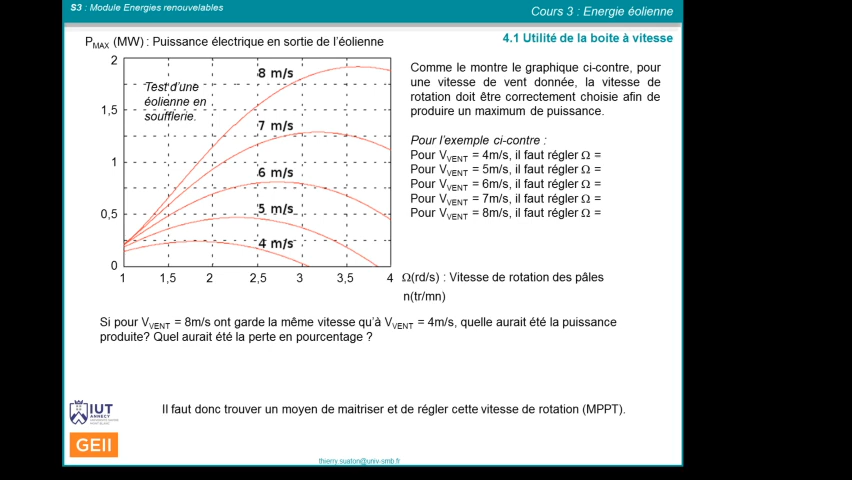 S3 : Module Energies renouvelables
Cours 3 : Energie éolienne
4.1 Utilité de la boite à vitesse
PMAX (MW) : Puissance électrique en sortie de l'éolienne
2
1,5
1
0,5
0
Test d'une
éolienne en
soufflerie.
8 m/s
7 m/s
6 m/s
5 m/s
4 m/s
1 1,5 2 2,5 3 3,5 4
Ω(rd/s) : Vitesse de rotation des pâles
n(tr/mn)
Comme le montre le graphique ci-contre, pour
une vitesse de vent donnée, la vitesse de
rotation doit être correctement choisie afin de
produire un maximum de puissance.
Pour l'exemple ci-contre :
Pour VVENT = 4m/s, il faut régler Ω =
Pour VVENT = 5m/s, il faut régler Ω =
Pour VVENT = 6m/s, il faut régler Ω =
Pour VVENT = 7m/s, il faut régler Ω =
Pour VVENT = 8m/s, il faut régler Ω =
Si pour VVENT = 8m/s ont garde la même vitesse qu'à VVENT = 4m/s, quelle aurait été la puissance
produite? Quel aurait été la perte en pourcentage ?
Il faut donc trouver un moyen de maitriser et de régler cette vitesse de rotation (MPPT).
IUT
ANNECY
GEII
thierry.suaton@univ-smb.fr